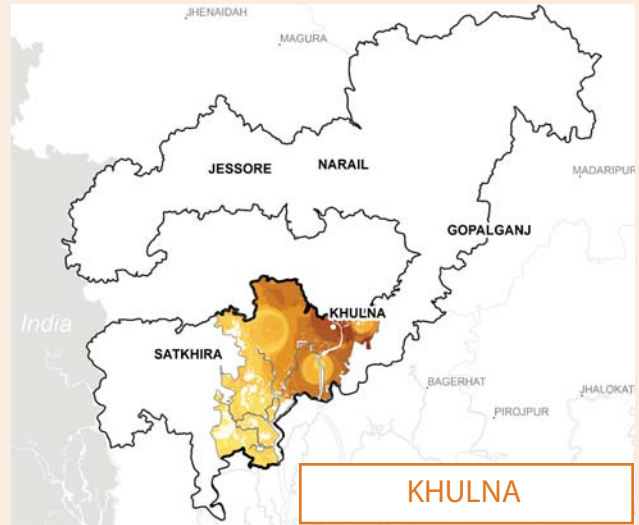 JHENAIDAH
MAGURA
JESSORE
NARAIL
MADARIPUR
GOPALGANJ
KHULNA
India
SATKHIRA
BAGERHAT
JHALOKAT
PIROJPUR
KHULNA